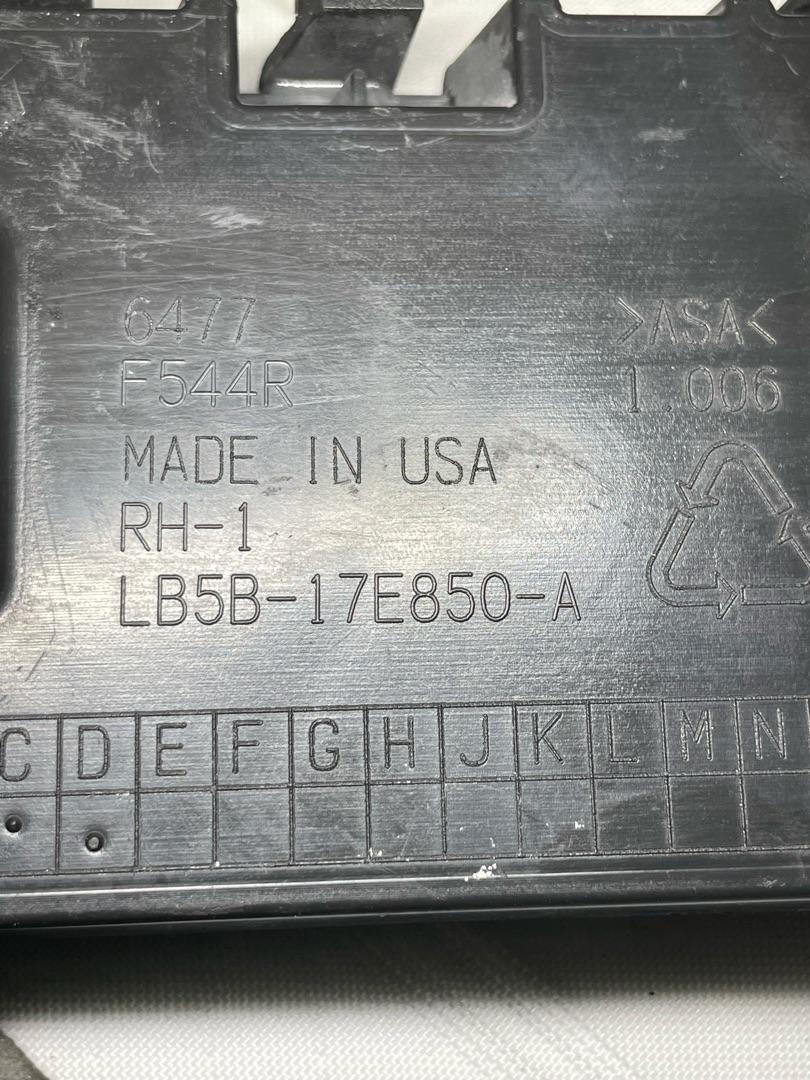 6477
F544R
MADE IN USA
RH-1
LB5B-17E850-A
>ASA<
1.006
C D E F G H J K L M N